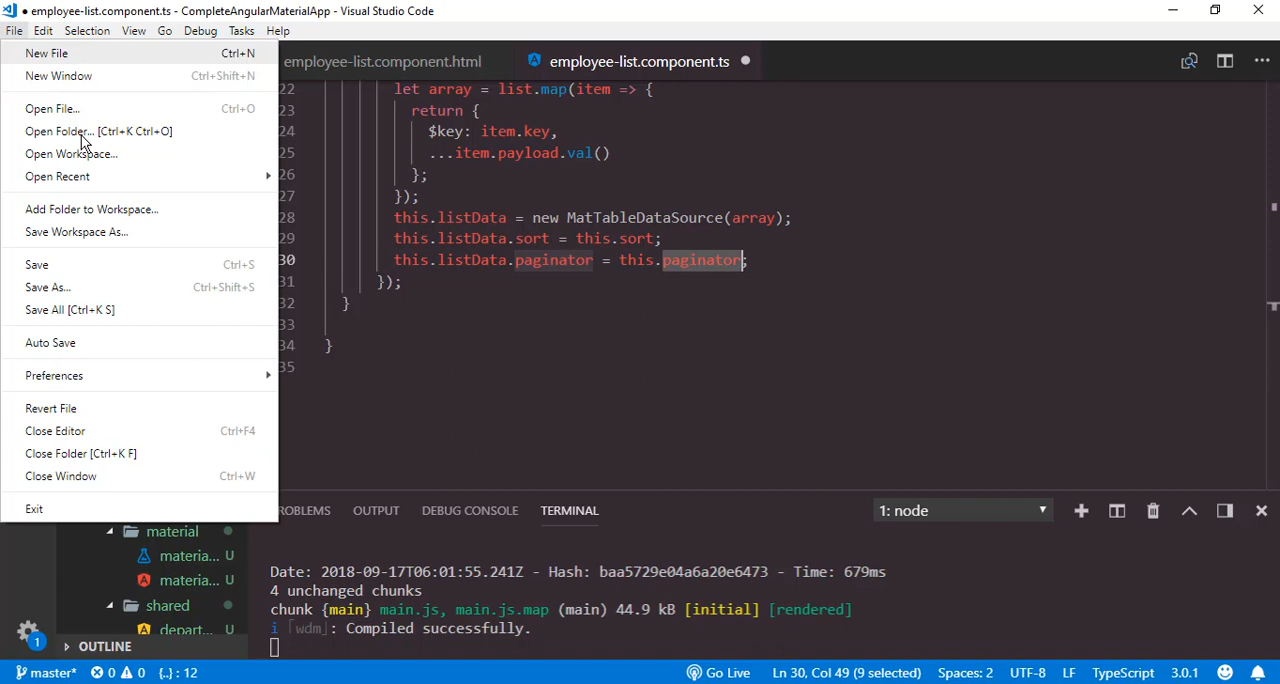 ● employee-list.component.ts - CompleteAngularMaterialApp - Visual Studio Code
File Edit Selection View Go Debug Tasks Help
New File Ctrl+N
New Window Ctrl+Shift+N
Open File... Ctrl+O
Open Folder... [Ctrl+K Ctrl+O]
Open Workspace...
Open Recent
Add Folder to Workspace...
Save Workspace As...
Save Ctrl+S
Save As... Ctrl+Shift+S
Save All [Ctrl+K S]
Auto Save
Preferences
Revert File
Close Editor Ctrl+F4
Close Folder [Ctrl+K F]
Close Window Ctrl+W
Exit
employee-list.component.html employee-list.component.ts
22 let array = list.map(item => {
23 return {
24 $key: item.key,
25 ...item.payload.val()
26 };
27 });
28 this.listData = new MatTableDataSource(array);
29 this.listData.sort = this.sort;
30 this.listData.paginator = this.paginator;
31 });
32 }
33
34 }
35
material
materia... U
materia... U
shared
depart... U
OUTLINE
ROBLEMS OUTPUT DEBUG CONSOLE TERMINAL 1: node
Date: 2018-09-17T06:01:55.241Z - Hash: baa5729e04a6a20e6473 - Time: 679ms
4 unchanged chunks
chunk {main} main.js, main.js.map (main) 44.9 kB [initial] [rendered]
i ｢wdm｣: Compiled successfully.
1
master* 0 0 {..} : 12 Go Live Ln 30, Col 49 (9 selected) Spaces: 2 UTF-8 LF TypeScript 3.0.1